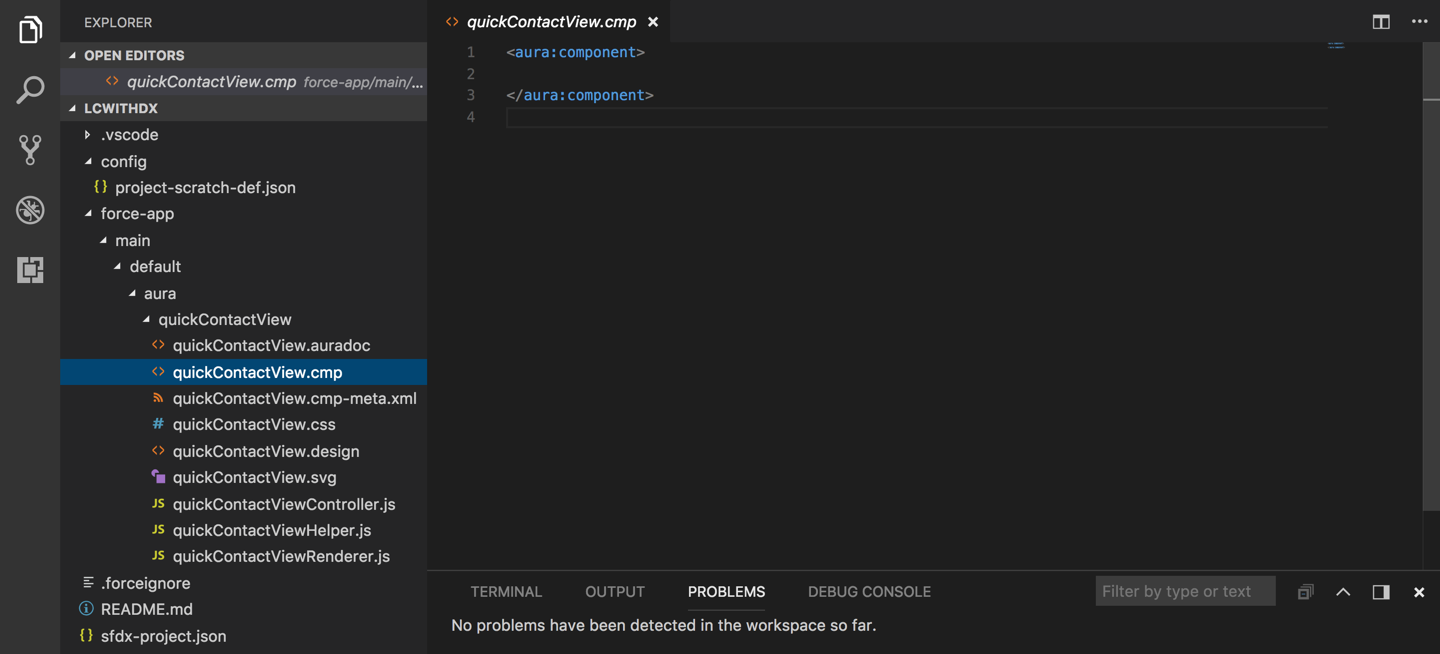 EXPLORER
OPEN EDITORS
<> quickContactView.cmp force-app/main/...
LCWITHDX
.vscode
config
{} project-scratch-def.json
force-app
main
default
aura
quickContactView
<> quickContactView.auradoc
<> quickContactView.cmp
quickContactView.cmp-meta.xml
# quickContactView.css
<> quickContactView.design
quickContactView.svg
JS quickContactViewController.js
JS quickContactViewHelper.js
JS quickContactViewRenderer.js
.forceignore
README.md
{} sfdx-project.json
<> quickContactView.cmp ×
1 <aura:component>
2
3 </aura:component>
4
TERMINAL OUTPUT PROBLEMS DEBUG CONSOLE Filter by type or text
No problems have been detected in the workspace so far.